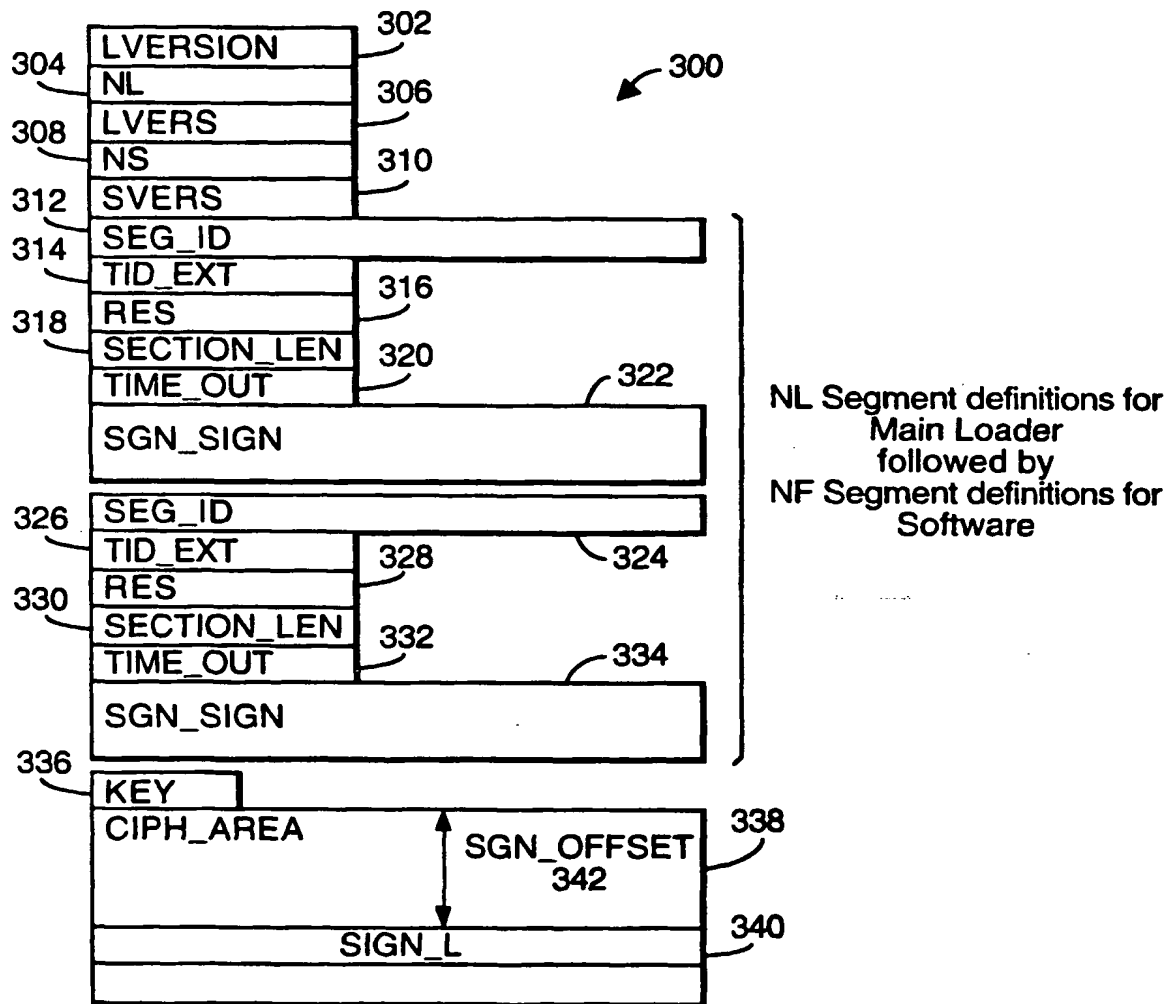 302
LVERSION
300
304
NL
306
LVERS
308
NS
310
SVERS
312
SEG_ID
314
TID_EXT
316
RES
318
SECTION_LEN
320
TIME_OUT
322
SGN_SIGN
NL Segment definitions for
Main Loader
followed by
NF Segment definitions for
Software
SEG_ID
324
326
TID_EXT
328
RES
330
SECTION_LEN
332
TIME_OUT
334
SGN_SIGN
336
KEY
CIPH_AREA
SGN_OFFSET
342
338
SIGN_L
340